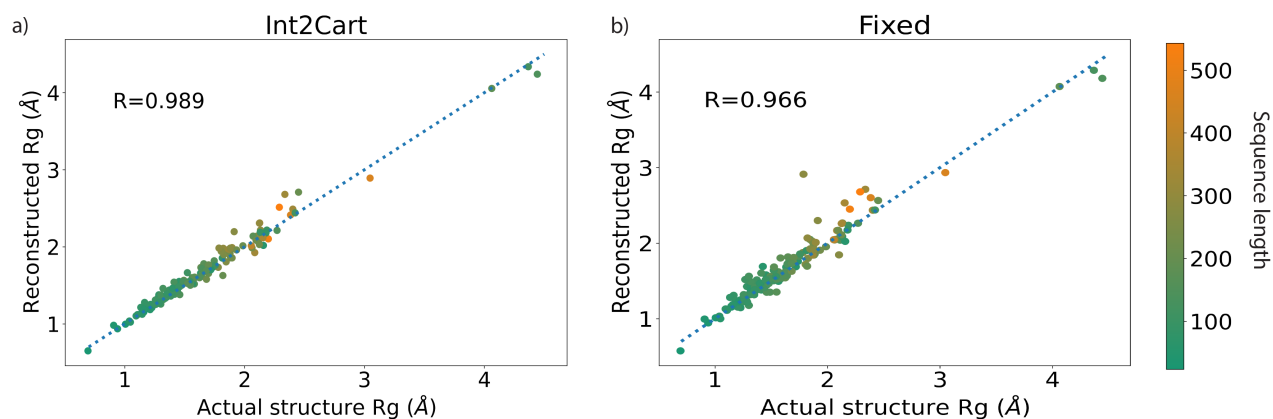 a)
Int2Cart
R=0.989
Reconstructed Rg (Å)
4
3
2
1
1 2 3 4
Actual structure Rg (Å)
b)
Fixed
R=0.966
Reconstructed Rg (Å)
4
3
2
1
1 2 3 4
Actual structure Rg (Å)
500
400
300
200
100
Sequence length